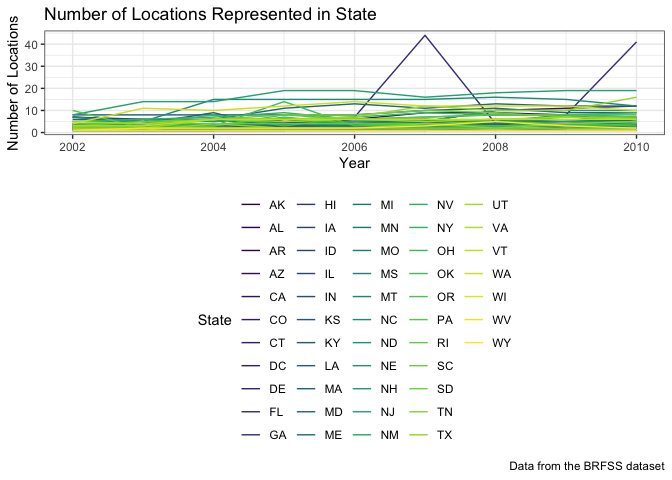 Number of Locations Represented in State
Number of Locations
40
30
20
10
0
2002 2004 2006 2008 2010
Year
State
AK HI MI NV UT
AL IA MN NY VA
AR ID MO OH VT
AZ IL MS OK WA
CA IN MT OR WI
CO KS NC PA WV
CT KY ND RI WY
DC LA NE SC
DE MA NH SD
FL MD NJ TN
GA ME NM TX
Data from the BRFSS dataset